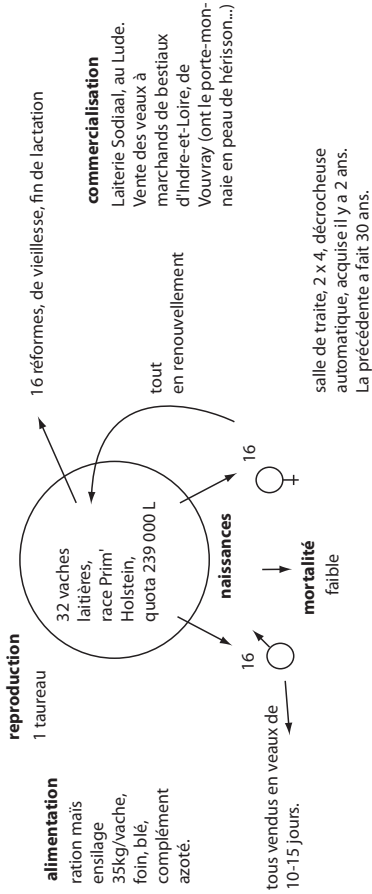 reproduction
1 taureau
alimentation
ration maïs
ensilage
35kg/vache,
foin, blé,
complément
azoté.
32 vaches
laitières,
race Prim'
Holstein,
quota 239 000 L
16 réformes, de vieillesse, fin de lactation
commercialisation
Laiterie Sodiaal, au Lude.
Vente des veaux à
marchands de bestiaux
d'Indre-et-Loire, de
Vouvray (ont le porte-mon-
naie en peau de hérisson...)
tout
en renouvellement
naissances
16
16
mortalité
faible
tous vendus en veaux de
10-15 jours.
salle de traite, 2 x 4, décrocheuse
automatique, acquise il y a 2 ans.
La précédente a fait 30 ans.